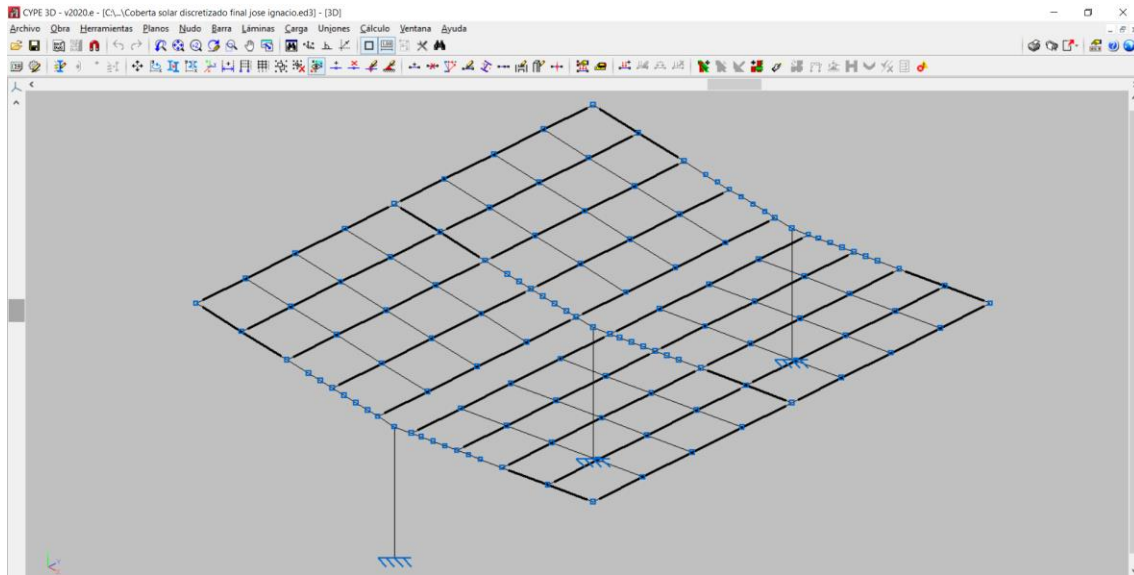 CYPE 3D - v2020.e - [C:\...\Coberta solar discretizado final jose ignacio.ed3] - [3D]
Archivo Obra Herramientas Planos Nudo Barra Láminas Carga Uniones Cálculo Ventana Ayuda